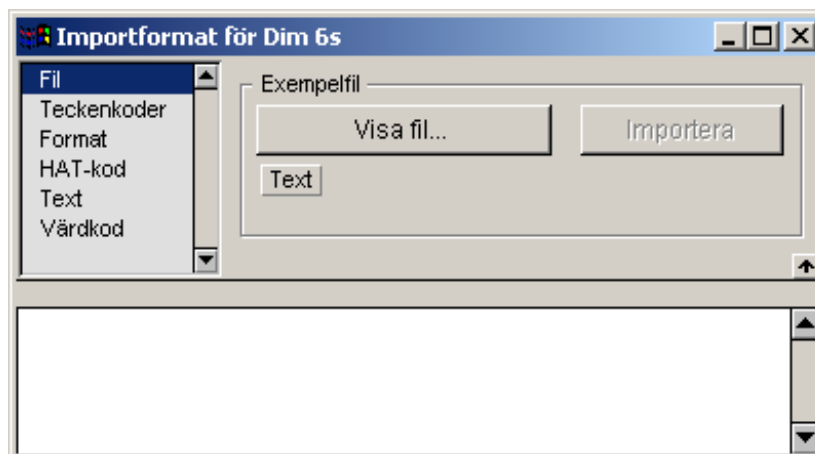 Importformat för Dim 6s
Fil
Teckenkoder
Format
HAT-kod
Text
Värdkod
Exempelfil
Visa fil...
Importera
Text